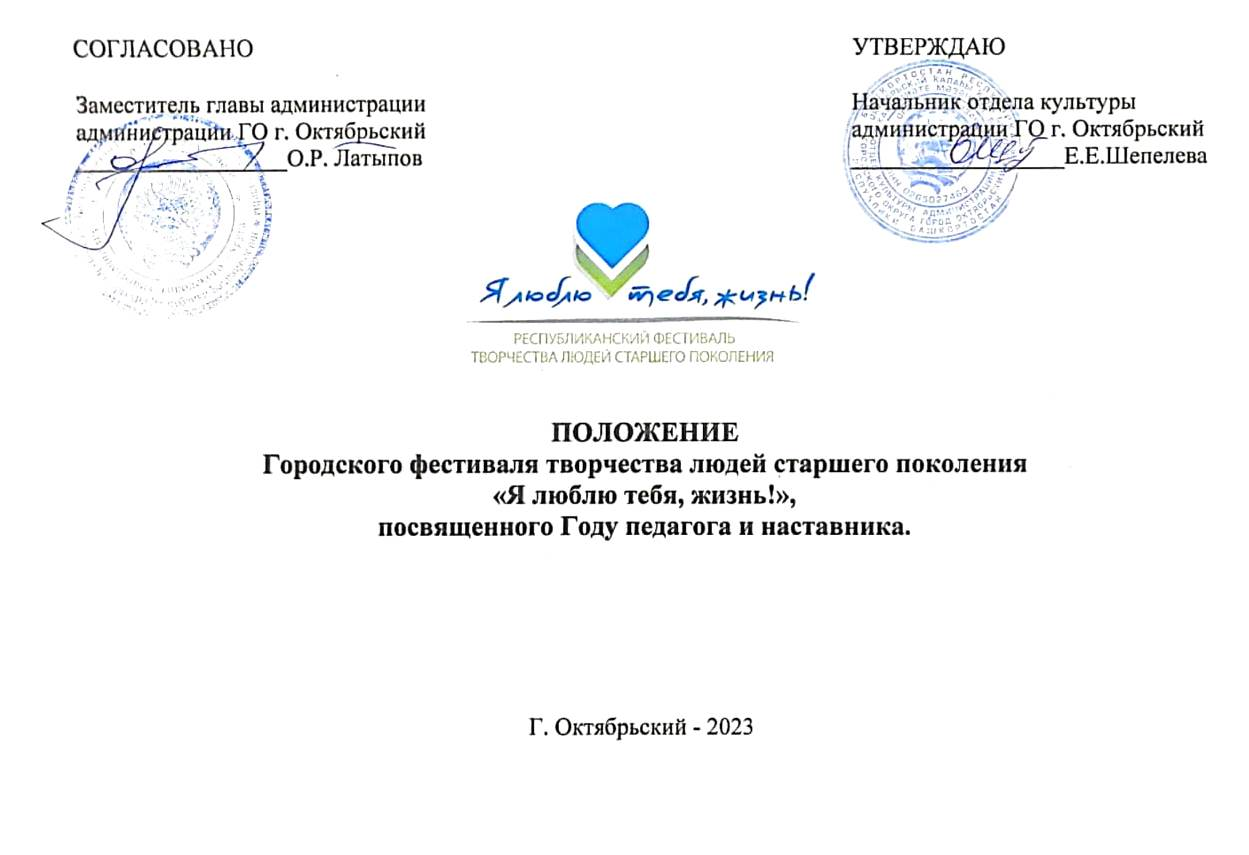 СОГЛАСОВАНО
Заместитель главы администрации
администрации ГО г. Октябрьский
О.Р. Латыпов
УТВЕРЖДАЮ
Начальник отдела культуры
администрации ГО г. Октябрьский
Е.Е.Шепелева
Я люблю тебя, жизнь!
РЕСПУБЛИКАНСКИЙ ФЕСТИВАЛЬ
ТВОРЧЕСТВА ЛЮДЕЙ СТАРШЕГО ПОКОЛЕНИЯ
ПОЛОЖЕНИЕ
Городского фестиваля творчества людей старшего поколения
«Я люблю тебя, жизнь!»,
посвященного Году педагога и наставника.
Г. Октябрьский - 2023